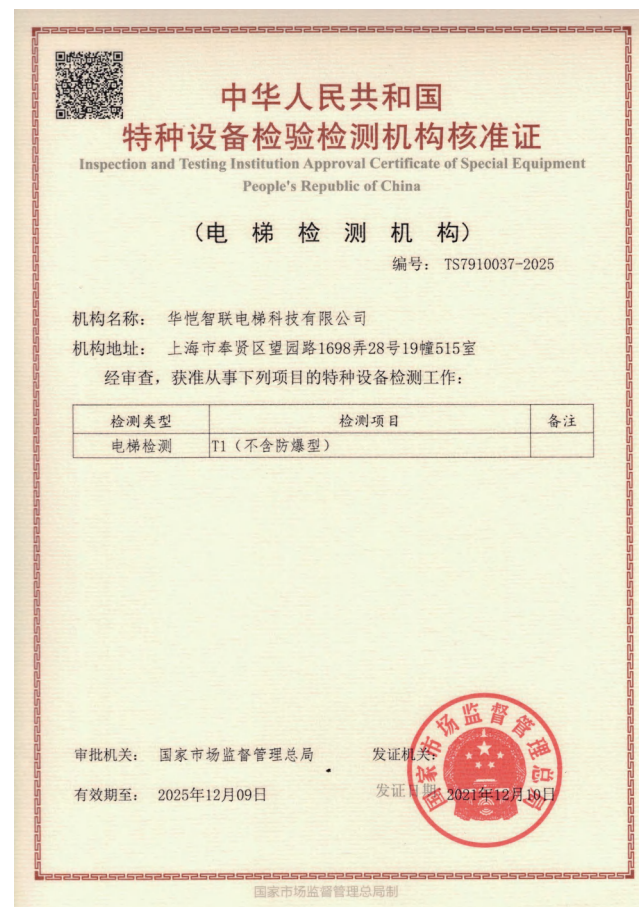 中华人民共和国
特种设备检验检测机构核准证
Inspection and Testing Institution Approval Certificate of Special Equipment
People's Republic of China
(电梯检测机构)
编号： TS7910037-2025
机构名称： 华恺智联电梯科技有限公司
机构地址： 上海市奉贤区望园路1698弄28号19幢515室
经审查，获准从事下列项目的特种设备检测工作：
检测类型 检测项目 备注
电梯检测 T1（不含防爆型）
审批机关： 国家市场监督管理总局 发证机关：
有效期至： 2025年12月09日 发证日期 2021年12月10日
国家市场监督管理总局
国家市场监督管理总局制